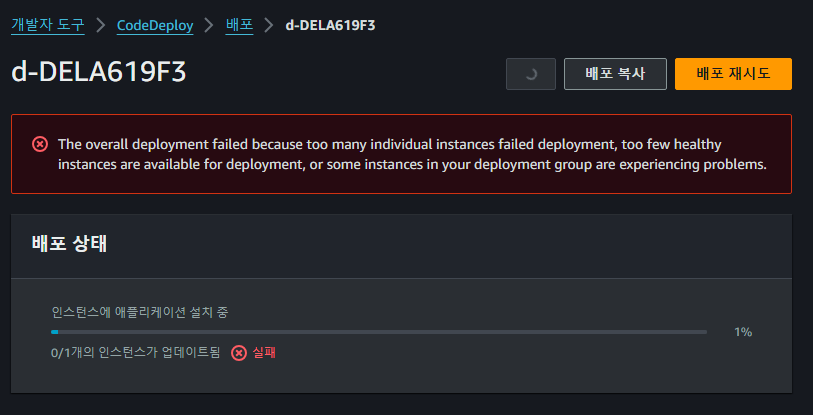 개발자 도구 > CodeDeploy > 배포 > d-DELA619F3
d-DELA619F3
배포 복사
배포 재시도
The overall deployment failed because too many individual instances failed deployment, too few healthy
instances are available for deployment, or some instances in your deployment group are experiencing problems.
배포 상태
인스턴스에 애플리케이션 설치 중
1%
0/1개의 인스턴스가 업데이트됨 실패